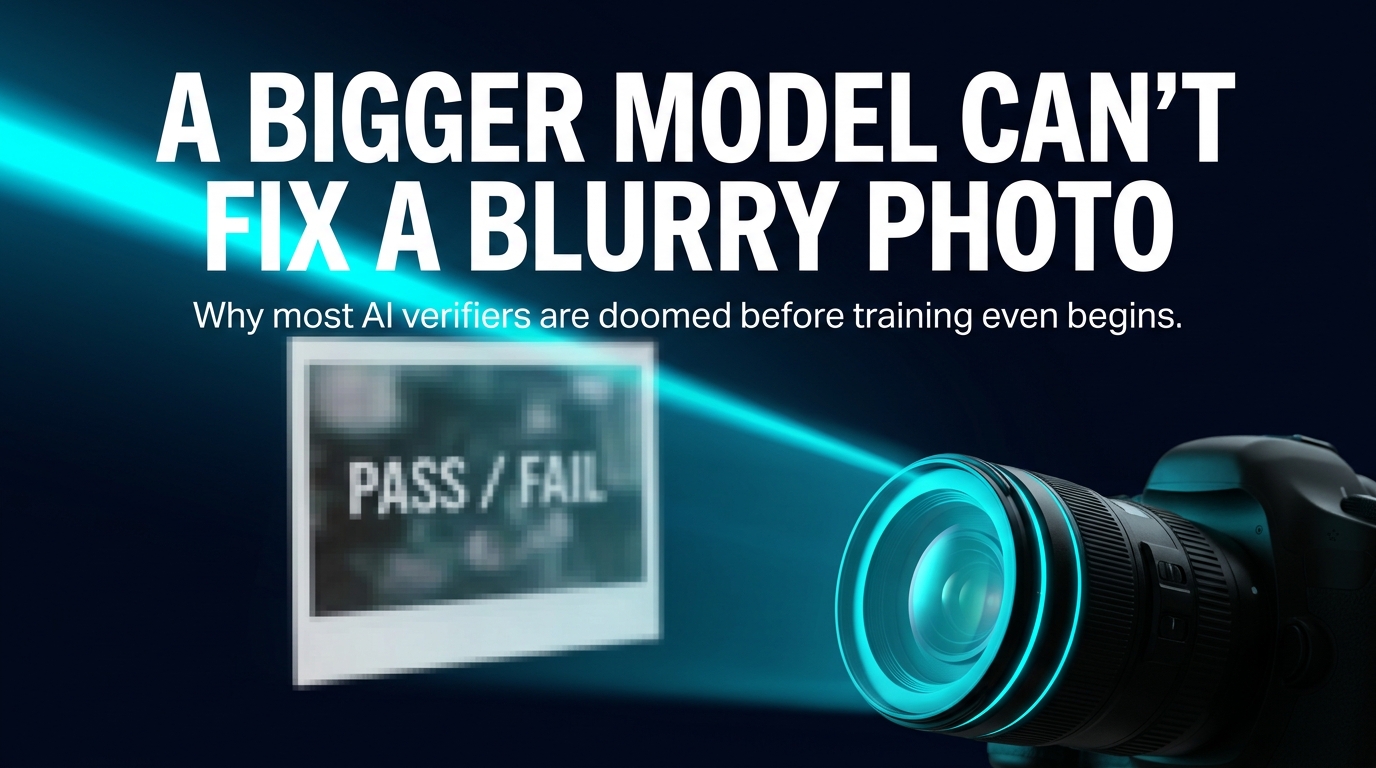 A BIGGER MODEL CAN’T
FIX A BLURRY PHOTO
Why most AI verifiers are doomed before training even begins.
PASS / FAIL